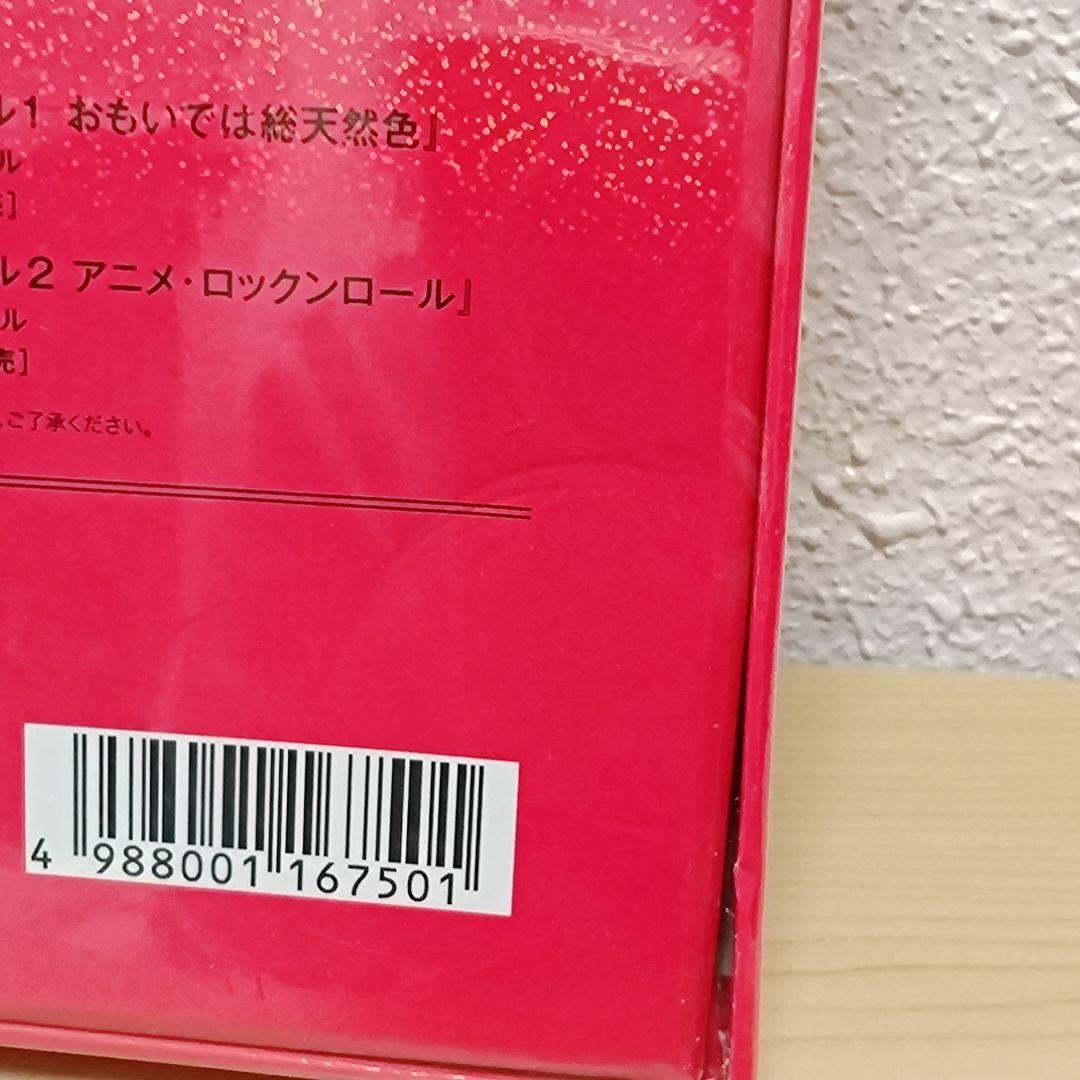 ル1 おもいでは総天然色』
ル
]
ル2 アニメ・ロックンロール』
ル
売]
ご了承ください。
4 988001 167501